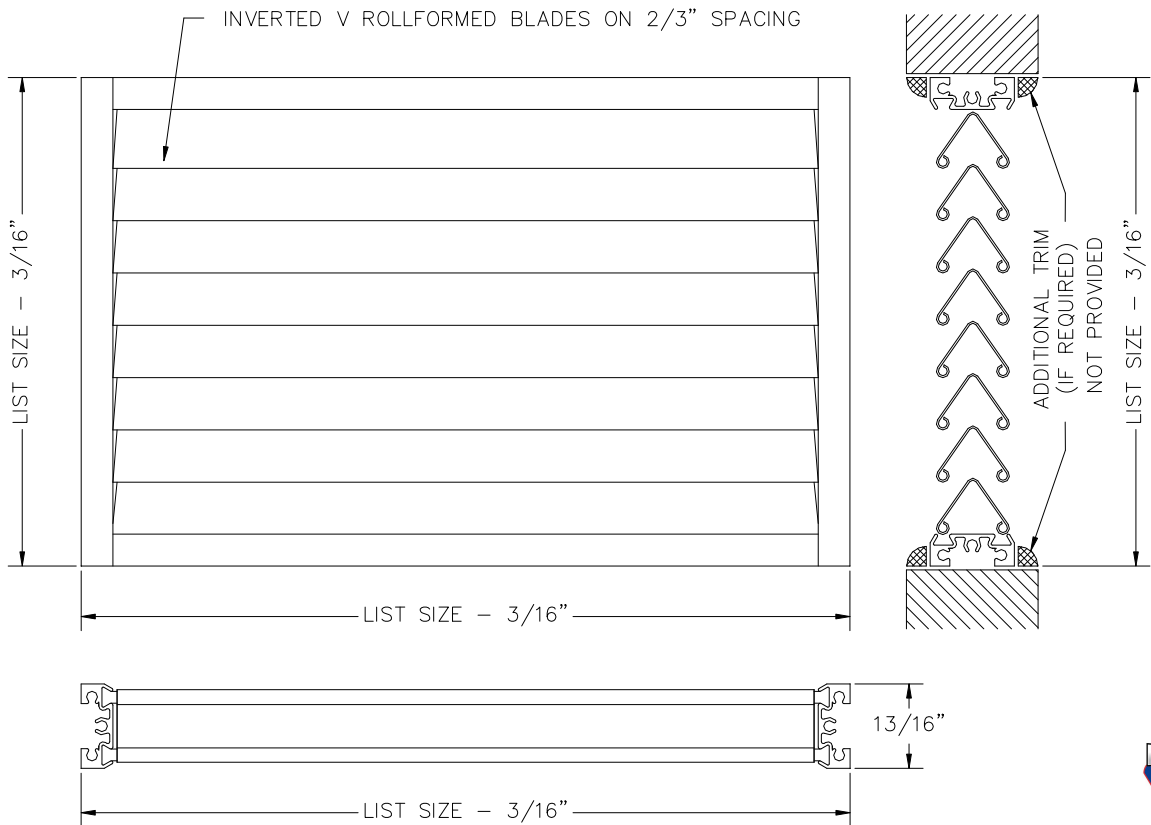 INVERTED V ROLLFORMED BLADES ON 2/3” SPACING
LIST SIZE – 3/16”
LIST SIZE – 3/16”
ADDITIONAL TRIM
(IF REQUIRED)
NOT PROVIDED
LIST SIZE – 3/16”
13/16”
LIST SIZE – 3/16”